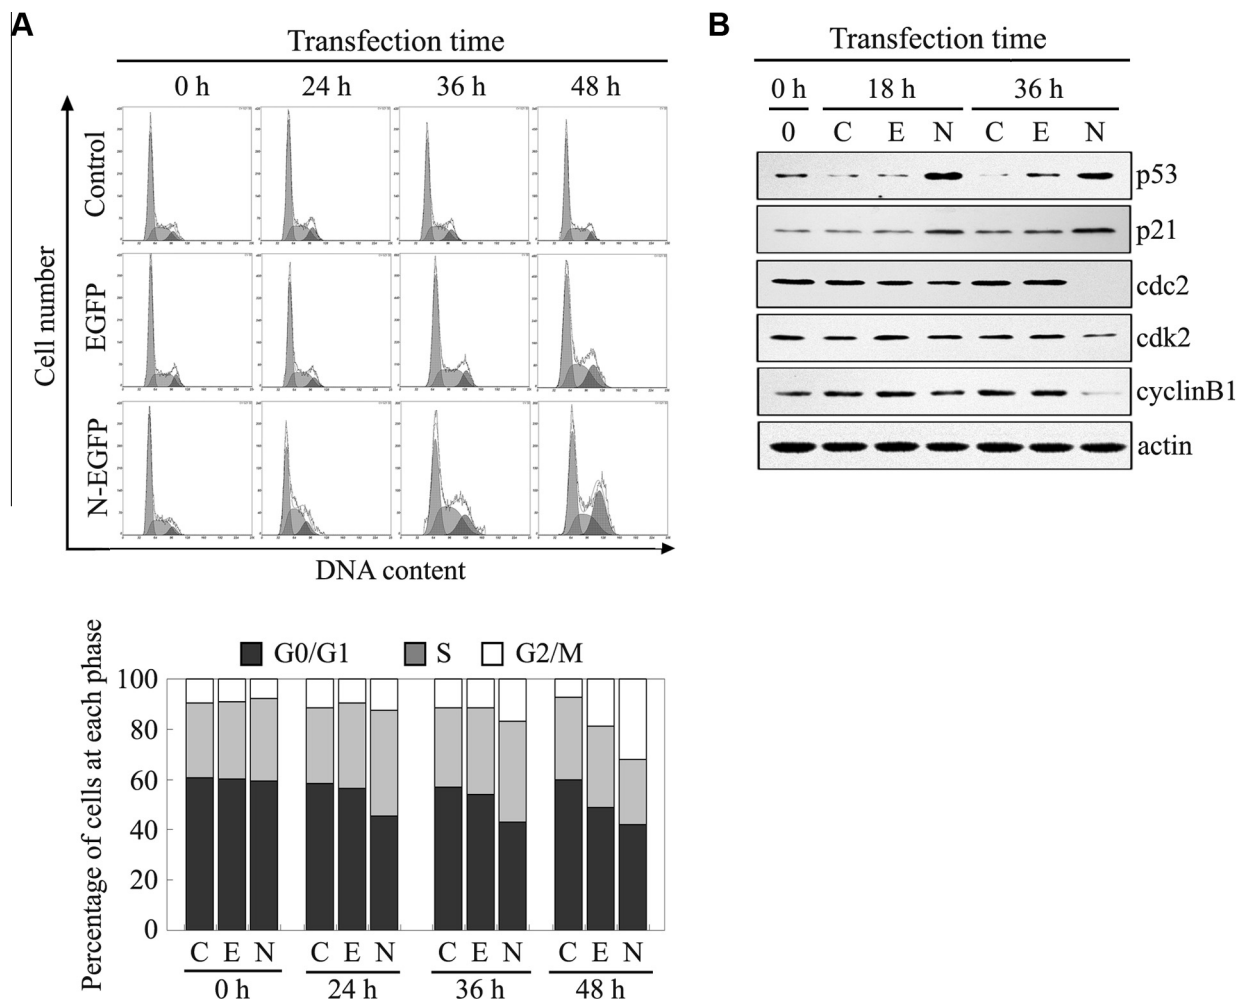 A
Transfection time
0 h 24 h 36 h 48 h
Control
EGFP
N-EGFP
Cell number
DNA content
G0/G1 S G2/M
Percentage of cells at each phase
100
80
60
40
20
0
C E N C E N C E N C E N
0 h 24 h 36 h 48 h
B
Transfection time
0 h 18 h 36 h
0 C E N C E N
p53
p21
cdc2
cdk2
cyclinB1
actin